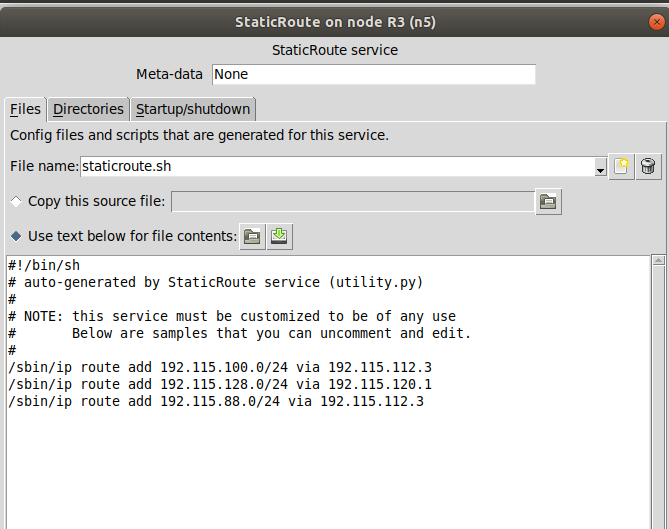 StaticRoute on node R3 (n5)
StaticRoute service
Meta-data None
Files Directories Startup/shutdown
Config files and scripts that are generated for this service.
File name: staticroute.sh
Copy this source file:
Use text below for file contents:
#!/bin/sh
# auto-generated by StaticRoute service (utility.py)
#
# NOTE: this service must be customized to be of any use
#       Below are samples that you can uncomment and edit.
#
/sbin/ip route add 192.115.100.0/24 via 192.115.112.3
/sbin/ip route add 192.115.128.0/24 via 192.115.120.1
/sbin/ip route add 192.115.88.0/24 via 192.115.112.3